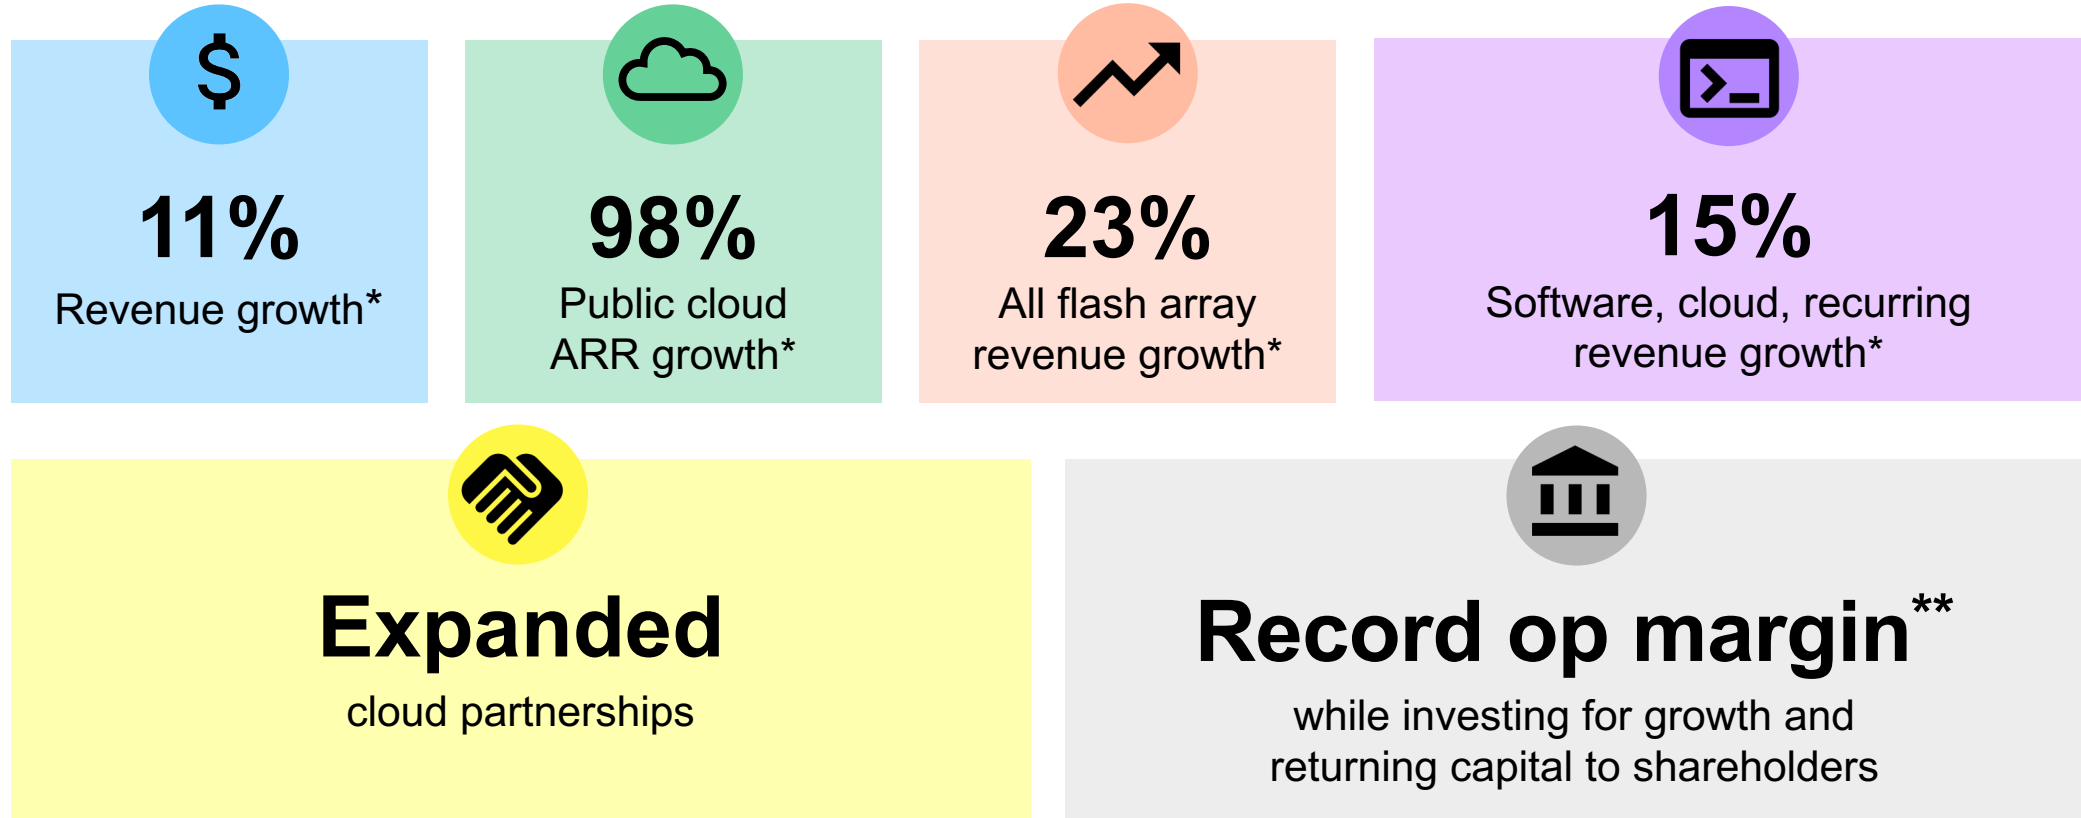 $
11%
Revenue growth*
98%
Public cloud
ARR growth*
23%
All flash array
revenue growth*
15%
Software, cloud, recurring
revenue growth*
Expanded
cloud partnerships
Record op margin**
while investing for growth and
returning capital to shareholders